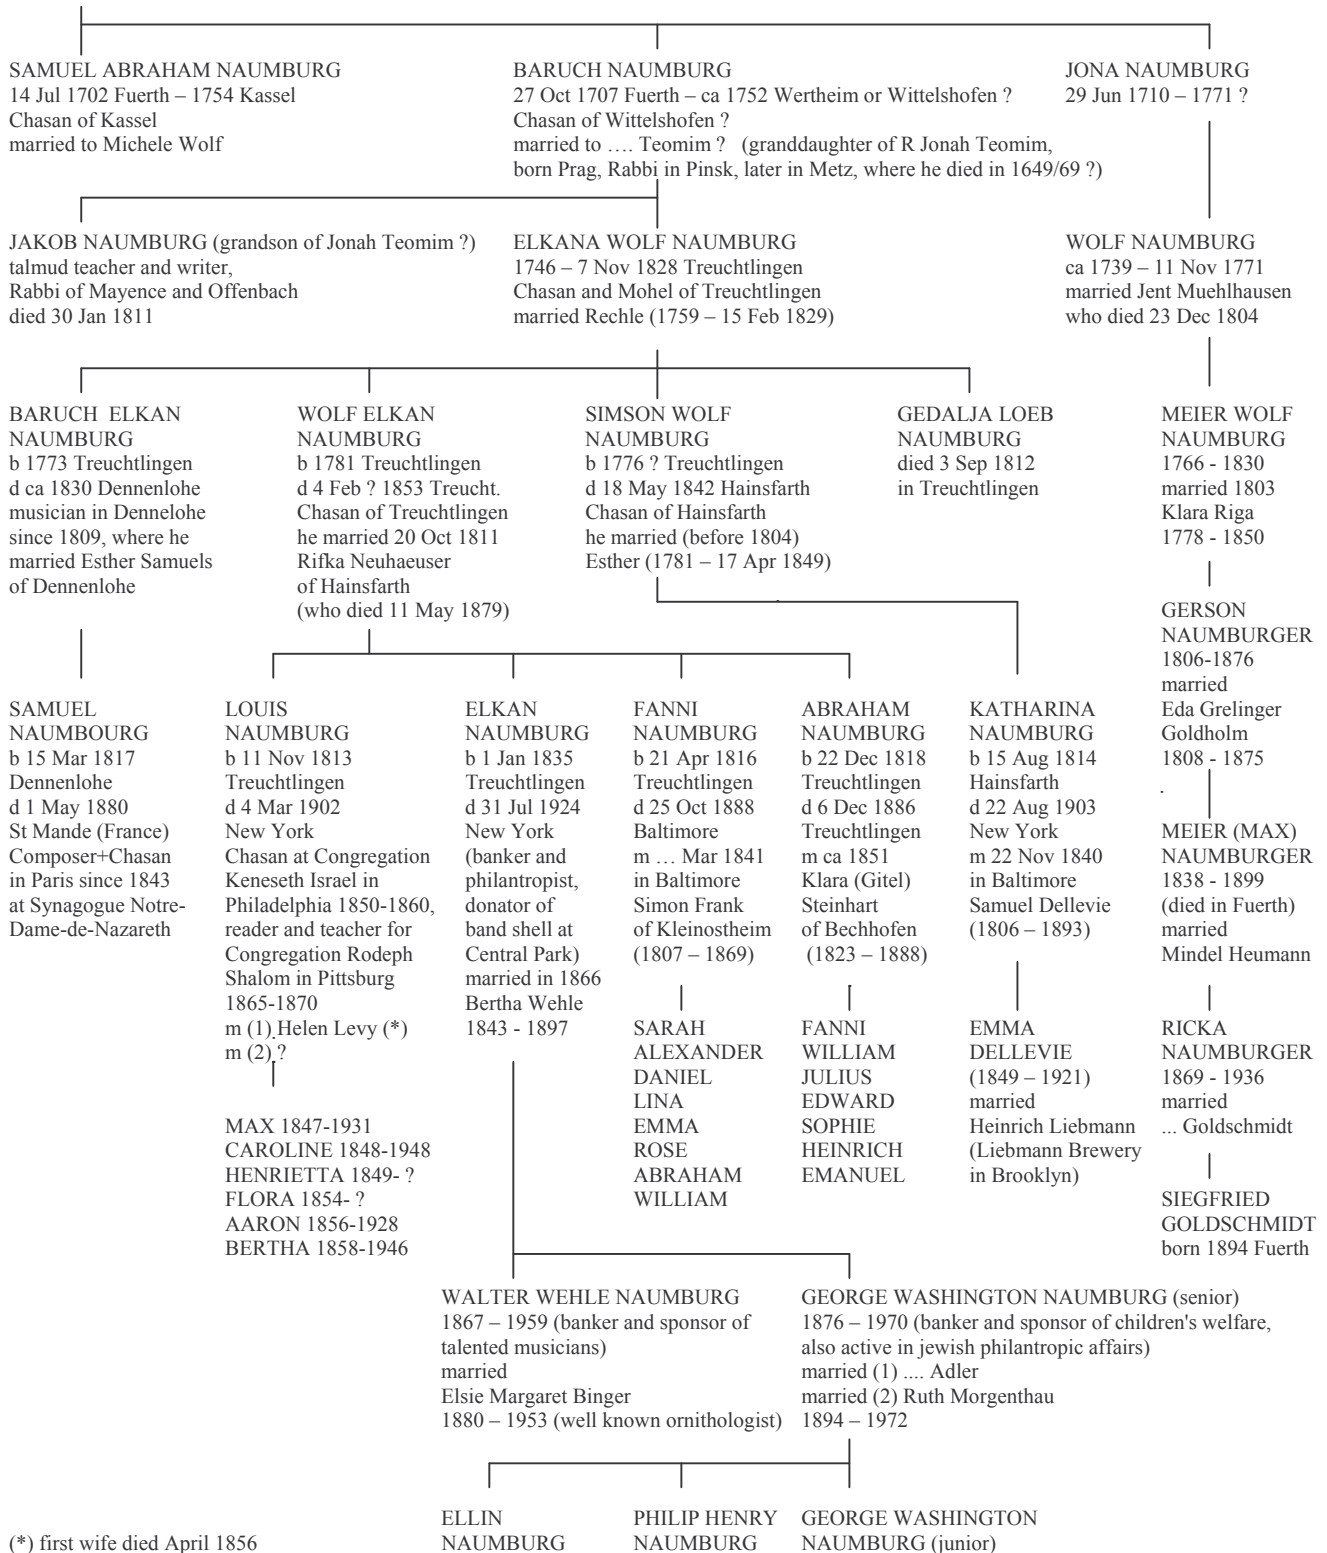 SAMUEL ABRAHAM NAUMBURG
14 Jul 1702 Fuerth – 1754 Kassel
Chasan of Kassel
married to Michele Wolf
BARUCH NAUMBURG
27 Oct 1707 Fuerth – ca 1752 Wertheim or Wittelshofen ?
Chasan of Wittelshofen ?
married to …. Teomim ? (granddaughter of R Jonah Teomim,
born Prag, Rabbi in Pinsk, later in Metz, where he died in 1649/69 ?)
JONA NAUMBURG
29 Jun 1710 – 1771 ?
JAKOB NAUMBURG (grandson of Jonah Teomim ?)
talmud teacher and writer,
Rabbi of Mayence and Offenbach
died 30 Jan 1811
ELKANA WOLF NAUMBURG
1746 – 7 Nov 1828 Treuchtlingen
Chasan and Mohel of Treuchtlingen
married Rechle (1759 – 15 Feb 1829)
WOLF NAUMBURG
ca 1739 – 11 Nov 1771
married Jent Muehlhausen
who died 23 Dec 1804
BARUCH ELKAN
NAUMBURG
b 1773 Treuchtlingen
d ca 1830 Dennenlohe
musician in Dennelohe
since 1809, where he
married Esther Samuels
of Dennenlohe
WOLF ELKAN
NAUMBURG
b 1781 Treuchtlingen
d 4 Feb ? 1853 Treucht.
Chasan of Treuchtlingen
he married 20 Oct 1811
Rifka Neuhaeuser
of Hainsfarth
(who died 11 May 1879)
SIMSON WOLF
NAUMBURG
b 1776 ? Treuchtlingen
d 18 May 1842 Hainsfarth
Chasan of Hainsfarth
he married (before 1804)
Esther (1781 – 17 Apr 1849)
GEDALJA LOEB
NAUMBURG
died 3 Sep 1812
in Treuchtlingen
MEIER WOLF
NAUMBURG
1766 - 1830
married 1803
Klara Riga
1778 - 1850
GERSON
NAUMBURGER
1806-1876
married
Eda Grelinger
Goldholm
1808 - 1875
SAMUEL
NAUMBOURG
b 15 Mar 1817
Dennenlohe
d 1 May 1880
St Mande (France)
Composer+Chasan
in Paris since 1843
at Synagogue Notre-
Dame-de-Nazareth
LOUIS
NAUMBURG
b 11 Nov 1813
Treuchtlingen
d 4 Mar 1902
New York
Chasan at Congregation
Keneseth Israel in
Philadelphia 1850-1860,
reader and teacher for
Congregation Rodeph
Shalom in Pittsburg
1865-1870
m (1) Helen Levy (*)
m (2) ?
ELKAN
NAUMBURG
b 1 Jan 1835
Treuchtlingen
d 31 Jul 1924
New York
(banker and
philantropist,
donator of
band shell at
Central Park)
married in 1866
Bertha Wehle
1843 - 1897
FANNI
NAUMBURG
b 21 Apr 1816
Treuchtlingen
d 25 Oct 1888
Baltimore
m … Mar 1841
in Baltimore
Simon Frank
of Kleinostheim
(1807 – 1869)
ABRAHAM
NAUMBURG
b 22 Dec 1818
Treuchtlingen
d 6 Dec 1886
Treuchtlingen
m ca 1851
Klara (Gitel)
Steinhart
of Bechhofen
(1823 – 1888)
KATHARINA
NAUMBURG
b 15 Aug 1814
Hainsfarth
d 22 Aug 1903
New York
m 22 Nov 1840
in Baltimore
Samuel Dellevie
(1806 – 1893)
MEIER (MAX)
NAUMBURGER
1838 - 1899
(died in Fuerth)
married
Mindel Heumann
MAX 1847-1931
CAROLINE 1848-1948
HENRIETTA 1849- ?
FLORA 1854- ?
AARON 1856-1928
BERTHA 1858-1946
SARAH
ALEXANDER
DANIEL
LINA
EMMA
ROSE
ABRAHAM
WILLIAM
FANNI
WILLIAM
JULIUS
EDWARD
SOPHIE
HEINRICH
EMANUEL
EMMA
DELLEVIE
(1849 – 1921)
married
Heinrich Liebmann
(Liebmann Brewery
in Brooklyn)
RICKA
NAUMBURGER
1869 - 1936
married
... Goldschmidt
SIEGFRIED
GOLDSCHMIDT
born 1894 Fuerth
WALTER WEHLE NAUMBURG
1867 – 1959 (banker and sponsor of
talented musicians)
married
Elsie Margaret Binger
1880 – 1953 (well known ornithologist)
GEORGE WASHINGTON NAUMBURG (senior)
1876 – 1970 (banker and sponsor of children's welfare,
also active in jewish philantropic affairs)
married (1) .... Adler
married (2) Ruth Morgenthau
1894 – 1972
ELLIN
NAUMBURG
PHILIP HENRY
NAUMBURG
GEORGE WASHINGTON
NAUMBURG (junior)
(*) first wife died April 1856